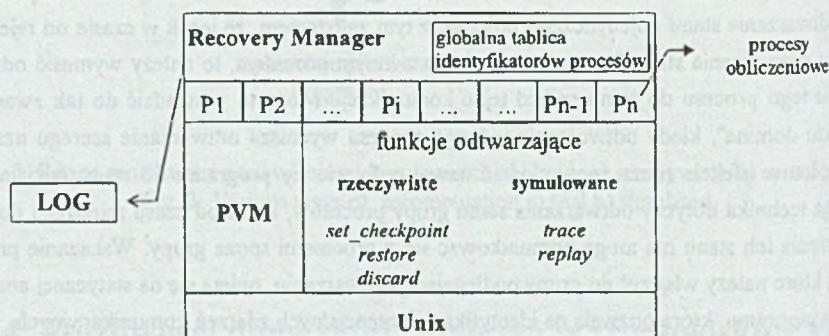 Recovery Manager
globalna tablica
identyfikatorów procesów
procesy
obliczeniowe
P1 P2 ... Pi ... ... Pn-1 Pn
funkcje odtwarzające
rzeczywiste symulowane
LOG
PVM
set_checkpoint trace
restore replay
discard
Unix